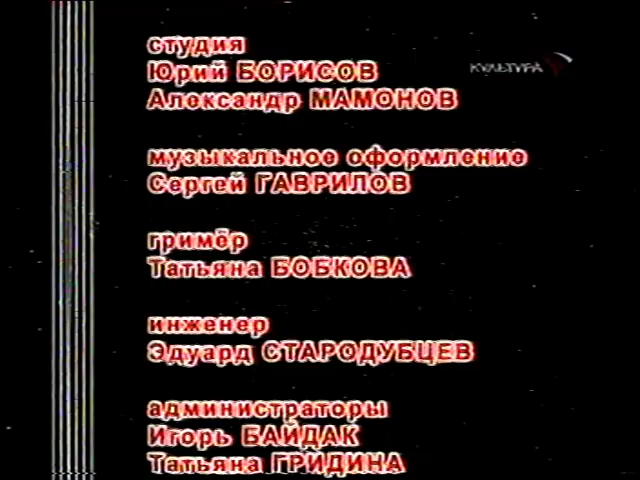 студия
Юрий БОРИСОВ
КУЛЬТУРА
Александр МАМОНОВ
музыкальное оформление
Сергей ГАВРИЛОВ
гримёр
Татьяна БОБКОВА
инженер
Эдуард СТАРОДУБЦЕВ
администраторы
Игорь БАЙДАК
Татьяна ГРИДИНА